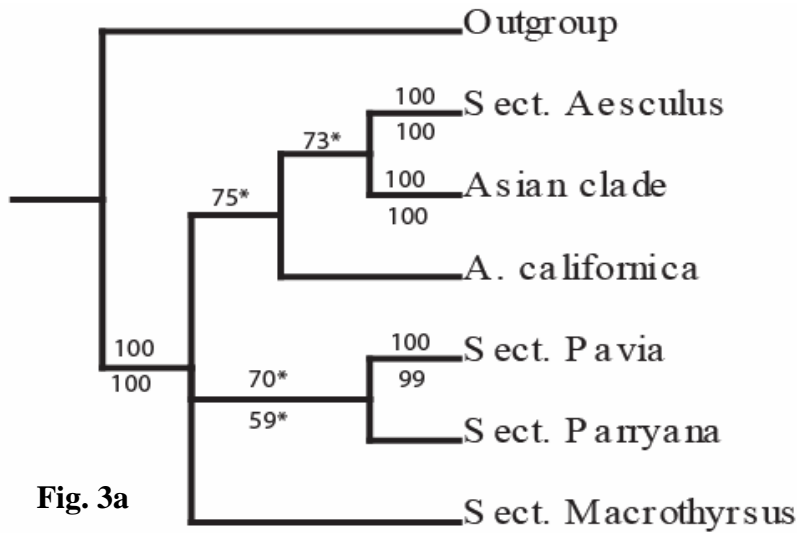 Outgroup
100
Sect. Aesculus
100
73*
100
Asian clade
100
75*
A. californica
100
Sect. Pavia
99
100
100
70*
59*
Sect. Parryana
Fig. 3a
Sect. Macrothyrsus